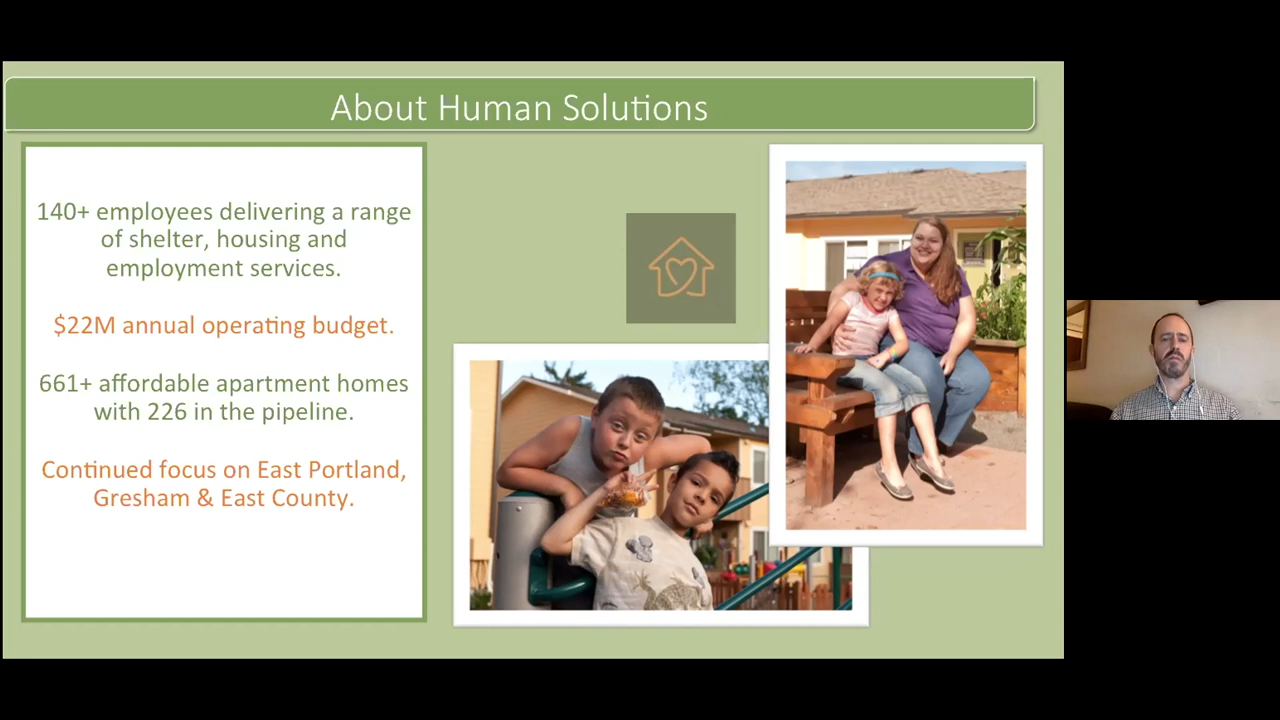 About Human Solutions
140+ employees delivering a range
of shelter, housing and
employment services.
$22M annual operating budget.
661+ affordable apartment homes
with 226 in the pipeline.
Continued focus on East Portland,
Gresham & East County.